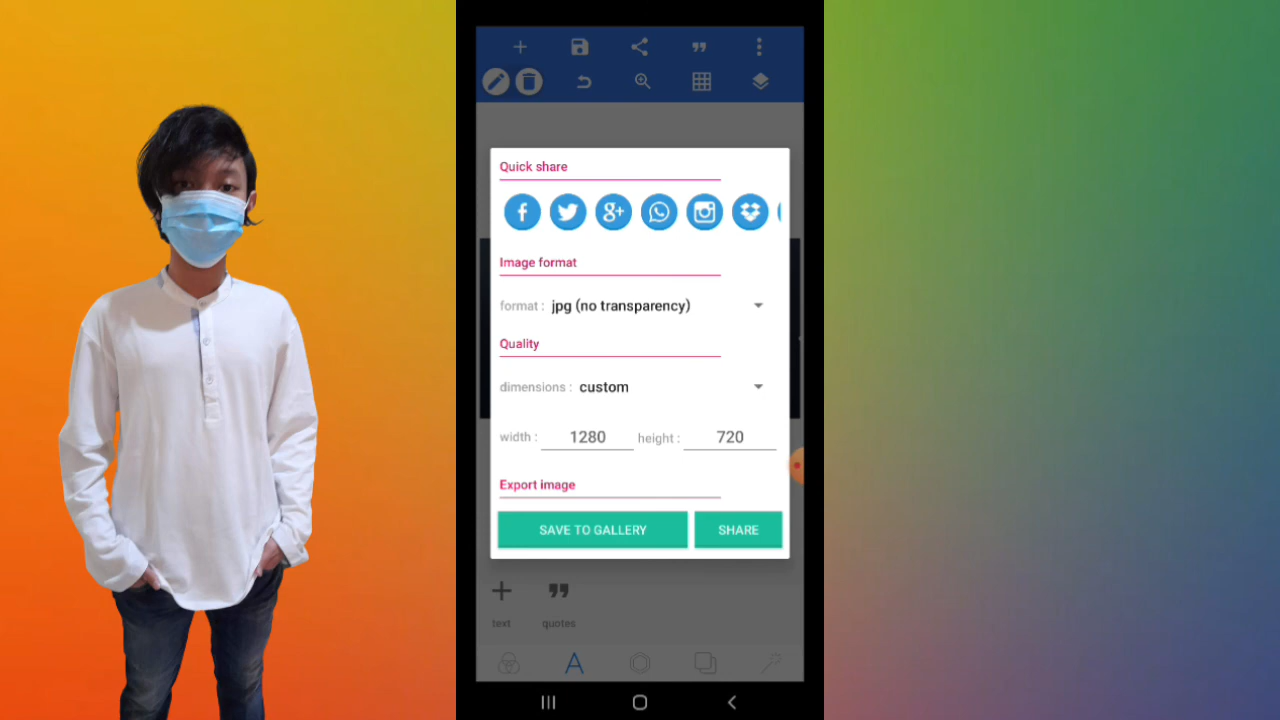 Quick share
Image format
format : jpg (no transparency)
Quality
dimensions : custom
width : 1280 height : 720
Export image
SAVE TO GALLERY SHARE
text quotes